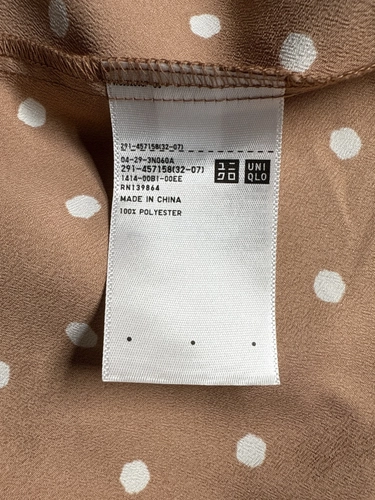 291-457158(32-07)
04-29-3N060A
291-457158(32-07)
1414-00B1-00EE
RN139864
MADE IN CHINA
100% POLYESTER
ユニ
クロ
UNI
QLO